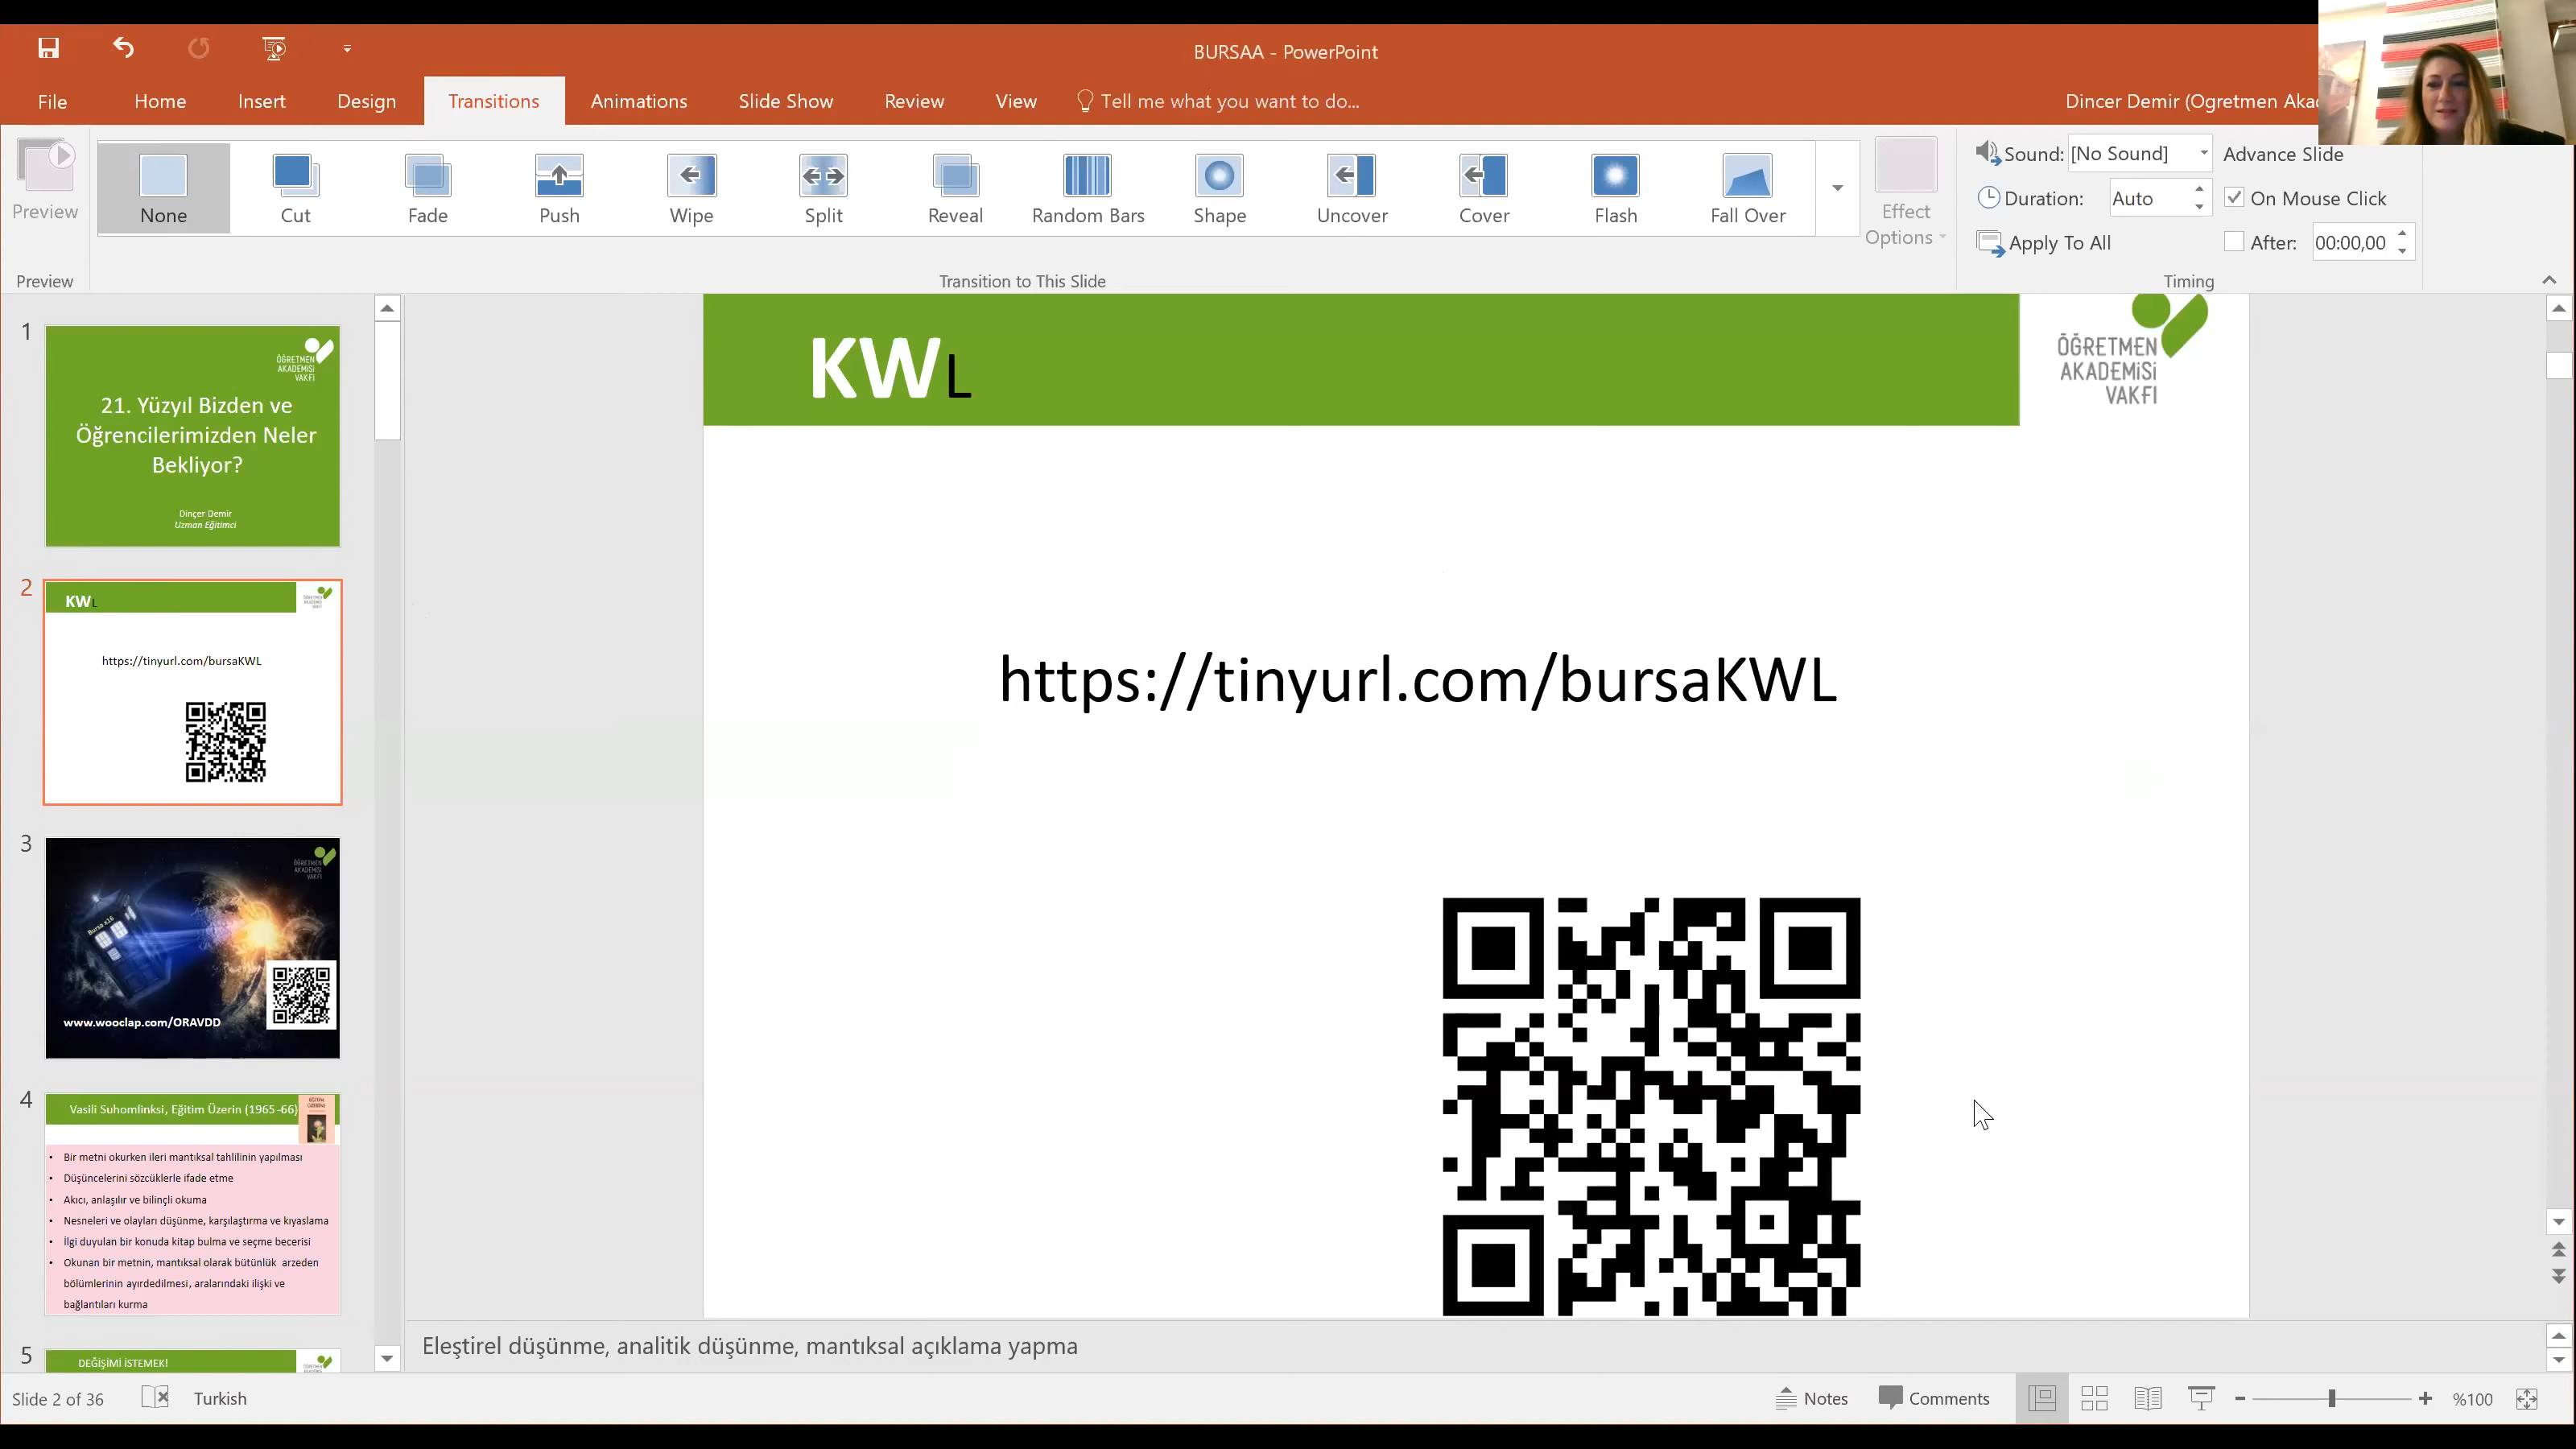 BURSAA - PowerPoint
File
Home
Insert
Design
Transitions
Animations
Slide Show
Review
View
Tell me what you want to do...
Dincer Demir (Ogretmen Aka
Preview
None
Cut
Fade
Push
Wipe
Split
Reveal
Random Bars
Shape
Uncover
Cover
Flash
Fall Over
Effect
Options
Sound: [No Sound]
Duration: Auto
Apply To All
Advance Slide
On Mouse Click
After: 00:00,00
Preview
Transition to This Slide
Timing
1
ÖĞRETMEN
AKADEMİSİ
VAKFI
21. Yüzyıl Bizden ve
Öğrencilerimizden Neler
Bekliyor?
Dinçer Demir
Uzman Eğitimci
2
KWL
https://tinyurl.com/bursaKWL
3
ÖĞRETMEN
AKADEMİSİ
VAKFI
Bursa x16
www.wooclap.com/ORAVDD
4
Vasili Suhomlinksi, Eğitim Üzerin (1965-66)
• Bir metni okurken ileri mantıksal tahlilinin yapılması
• Düşüncelerini sözcüklerle ifade etme
• Akıcı, anlaşılır ve bilinçli okuma
• Nesneleri ve olayları düşünme, karşılaştırma ve kıyaslama
• İlgi duyulan bir konuda kitap bulma ve seçme becerisi
• Okunan bir metnin, mantıksal olarak bütünlük arzeden
bölümlerinin ayırdedilmesi, aralarındaki ilişki ve
bağlantıları kurma
5
DEĞİŞİMİ İSTEMEK!
KWL
ÖĞRETMEN
AKADEMİSİ
VAKFI
https://tinyurl.com/bursaKWL
Eleştirel düşünme, analitik düşünme, mantıksal açıklama yapma
Slide 2 of 36
Turkish
Notes
Comments
%100